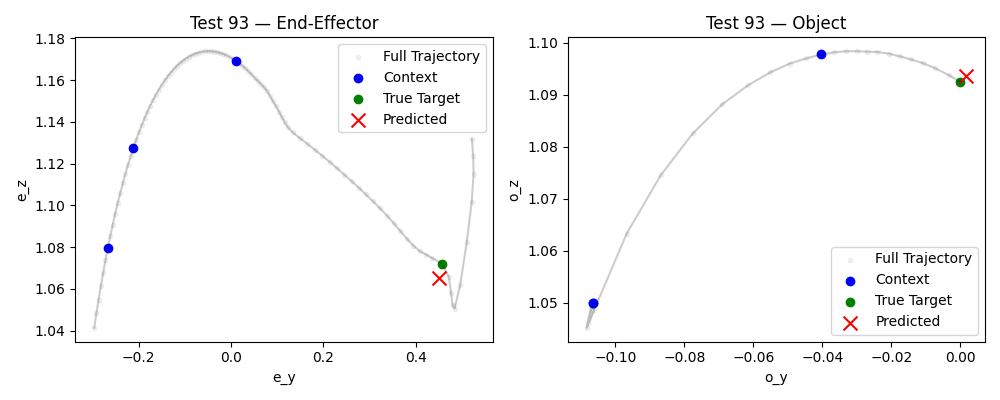 Test 93 — End-Effector
1.18
1.16
1.14
1.12
1.10
1.08
1.06
1.04
e_z
−0.2
0.0
0.2
0.4
e_y
Full Trajectory
Context
True Target
Predicted
Test 93 — Object
1.10
1.09
1.08
1.07
1.06
1.05
o_z
−0.10
−0.08
−0.06
−0.04
−0.02
0.00
o_y
Full Trajectory
Context
True Target
Predicted